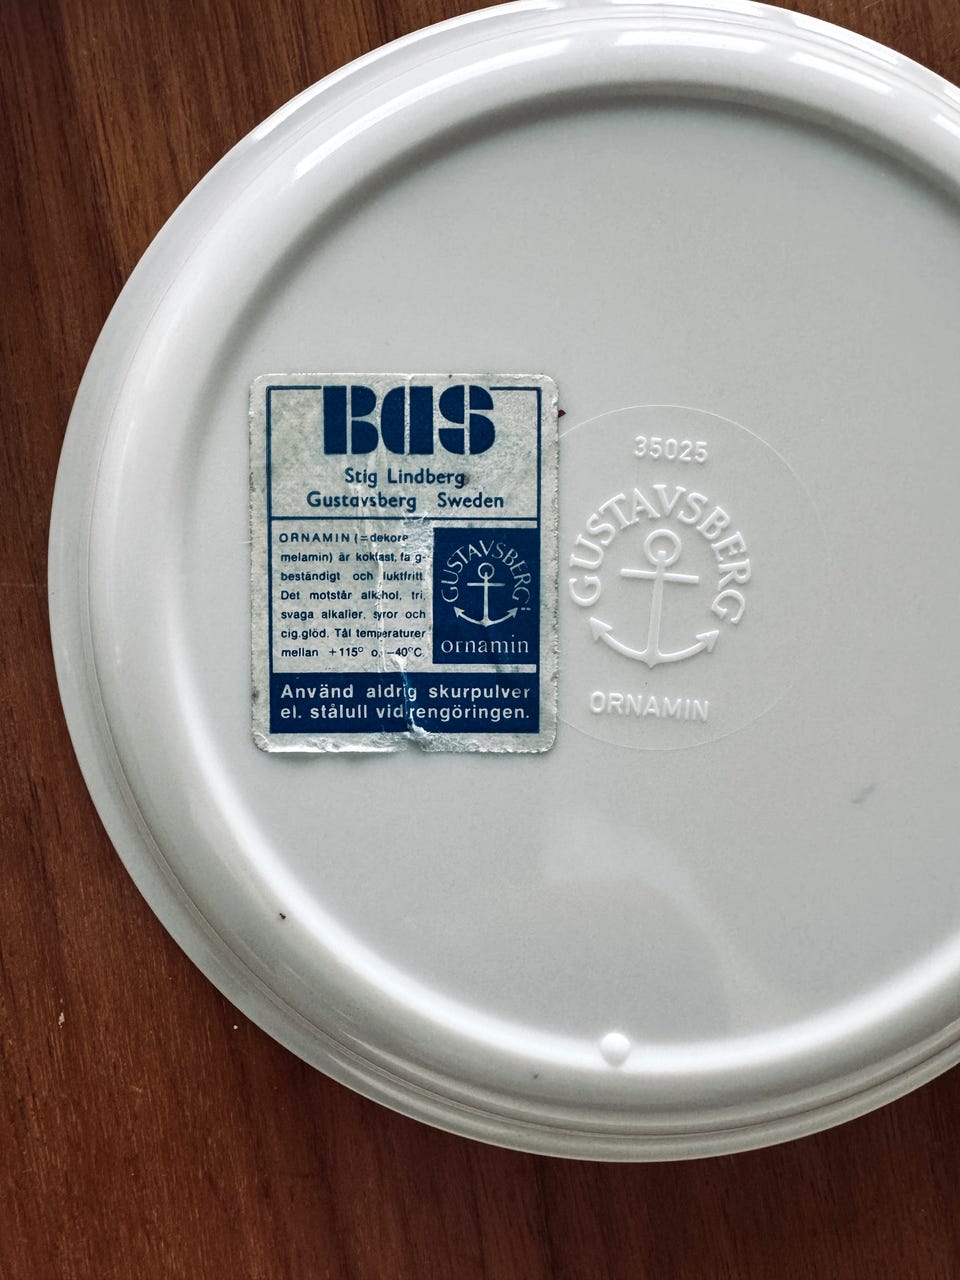 BAS
Stig Lindberg
Gustavsberg Sweden
ORNAMIN (=dekore
melamin) är kokfast, färg-
beständigt och luktfritt.
Det motstår alkohol, tri,
svaga alkalier, syror och
cig.glöd. Tål temperaturer
mellan +115° o. -40°C.
GUSTAVSBERG!
ornamin
Använd aldrig skurpulver
el. stålull vid rengöringen.
35025
GUSTAVSBERG
ORNAMIN